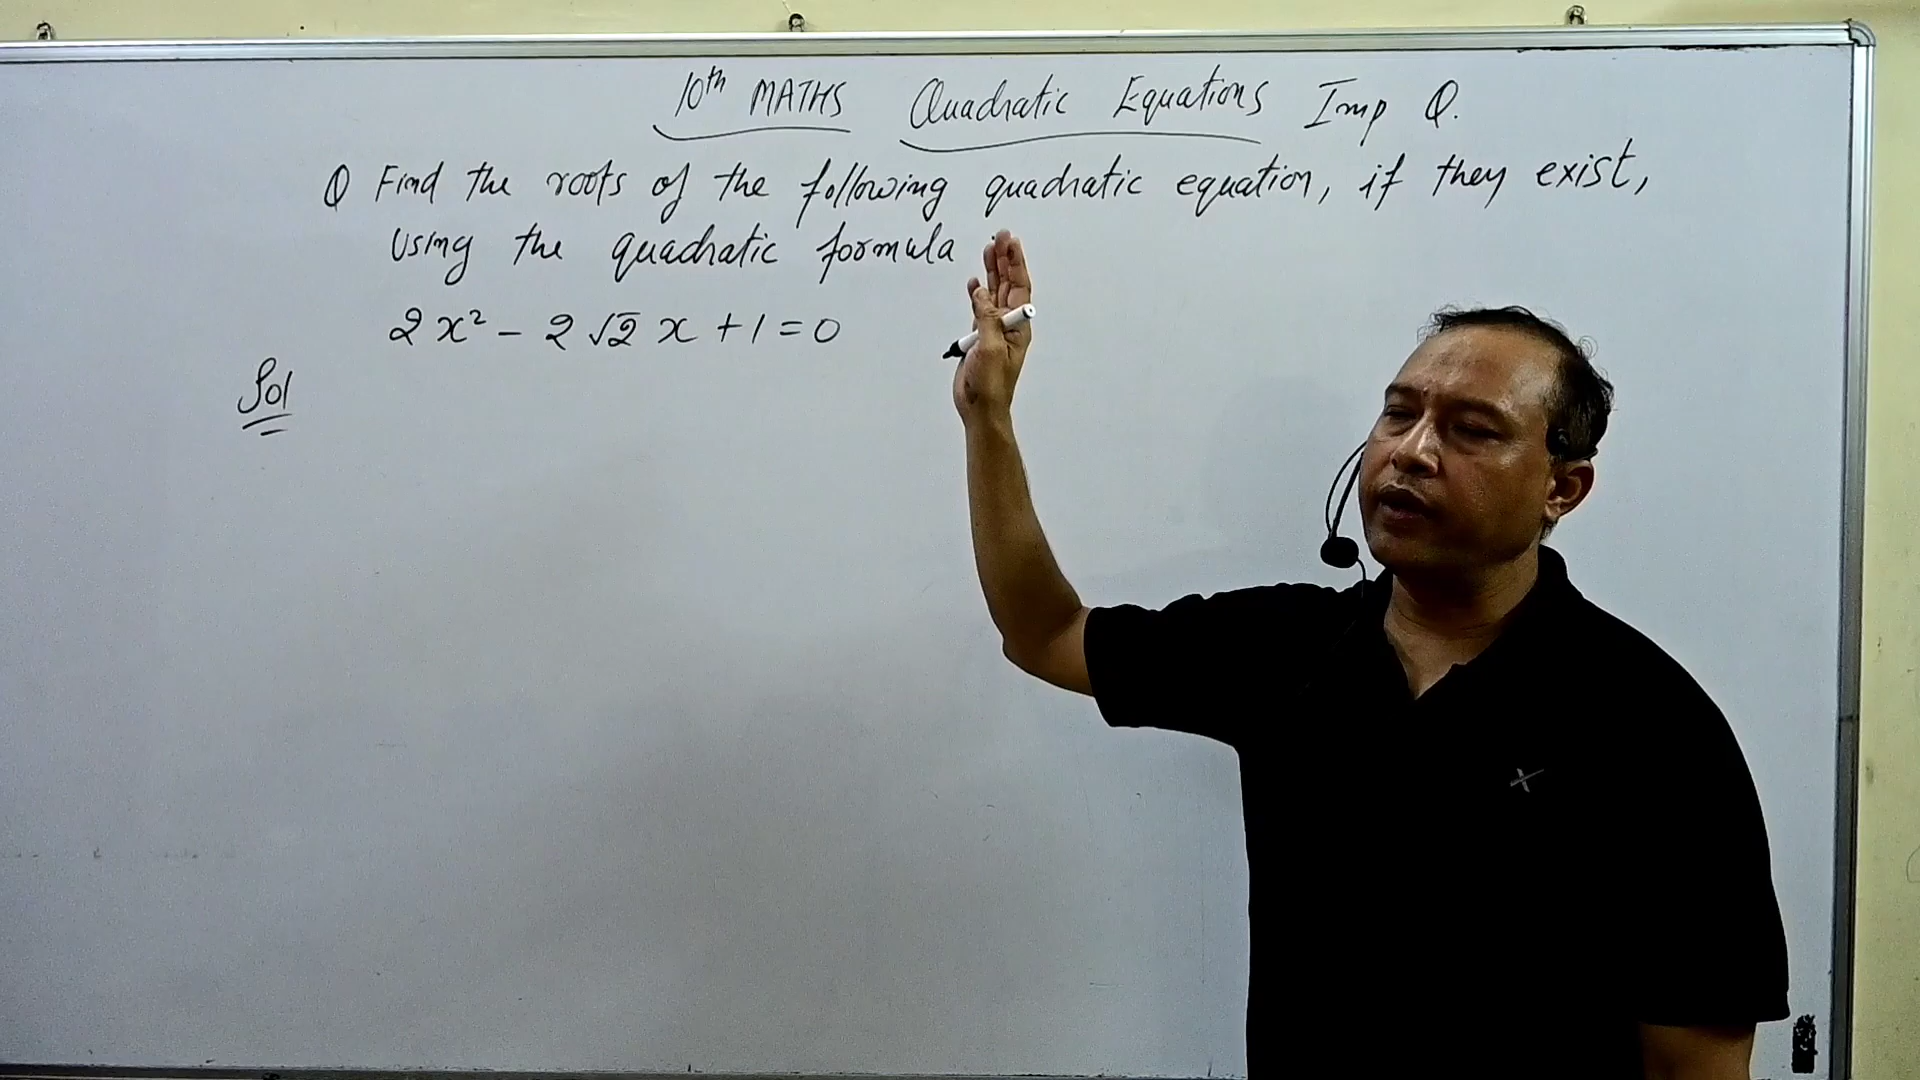 10th MATHS Quadratic Equations Imp Q.
Q Find the roots of the following quadratic equation, if they exist,
using the quadratic formula.
2x² - 2√2 x + 1 = 0
Sol